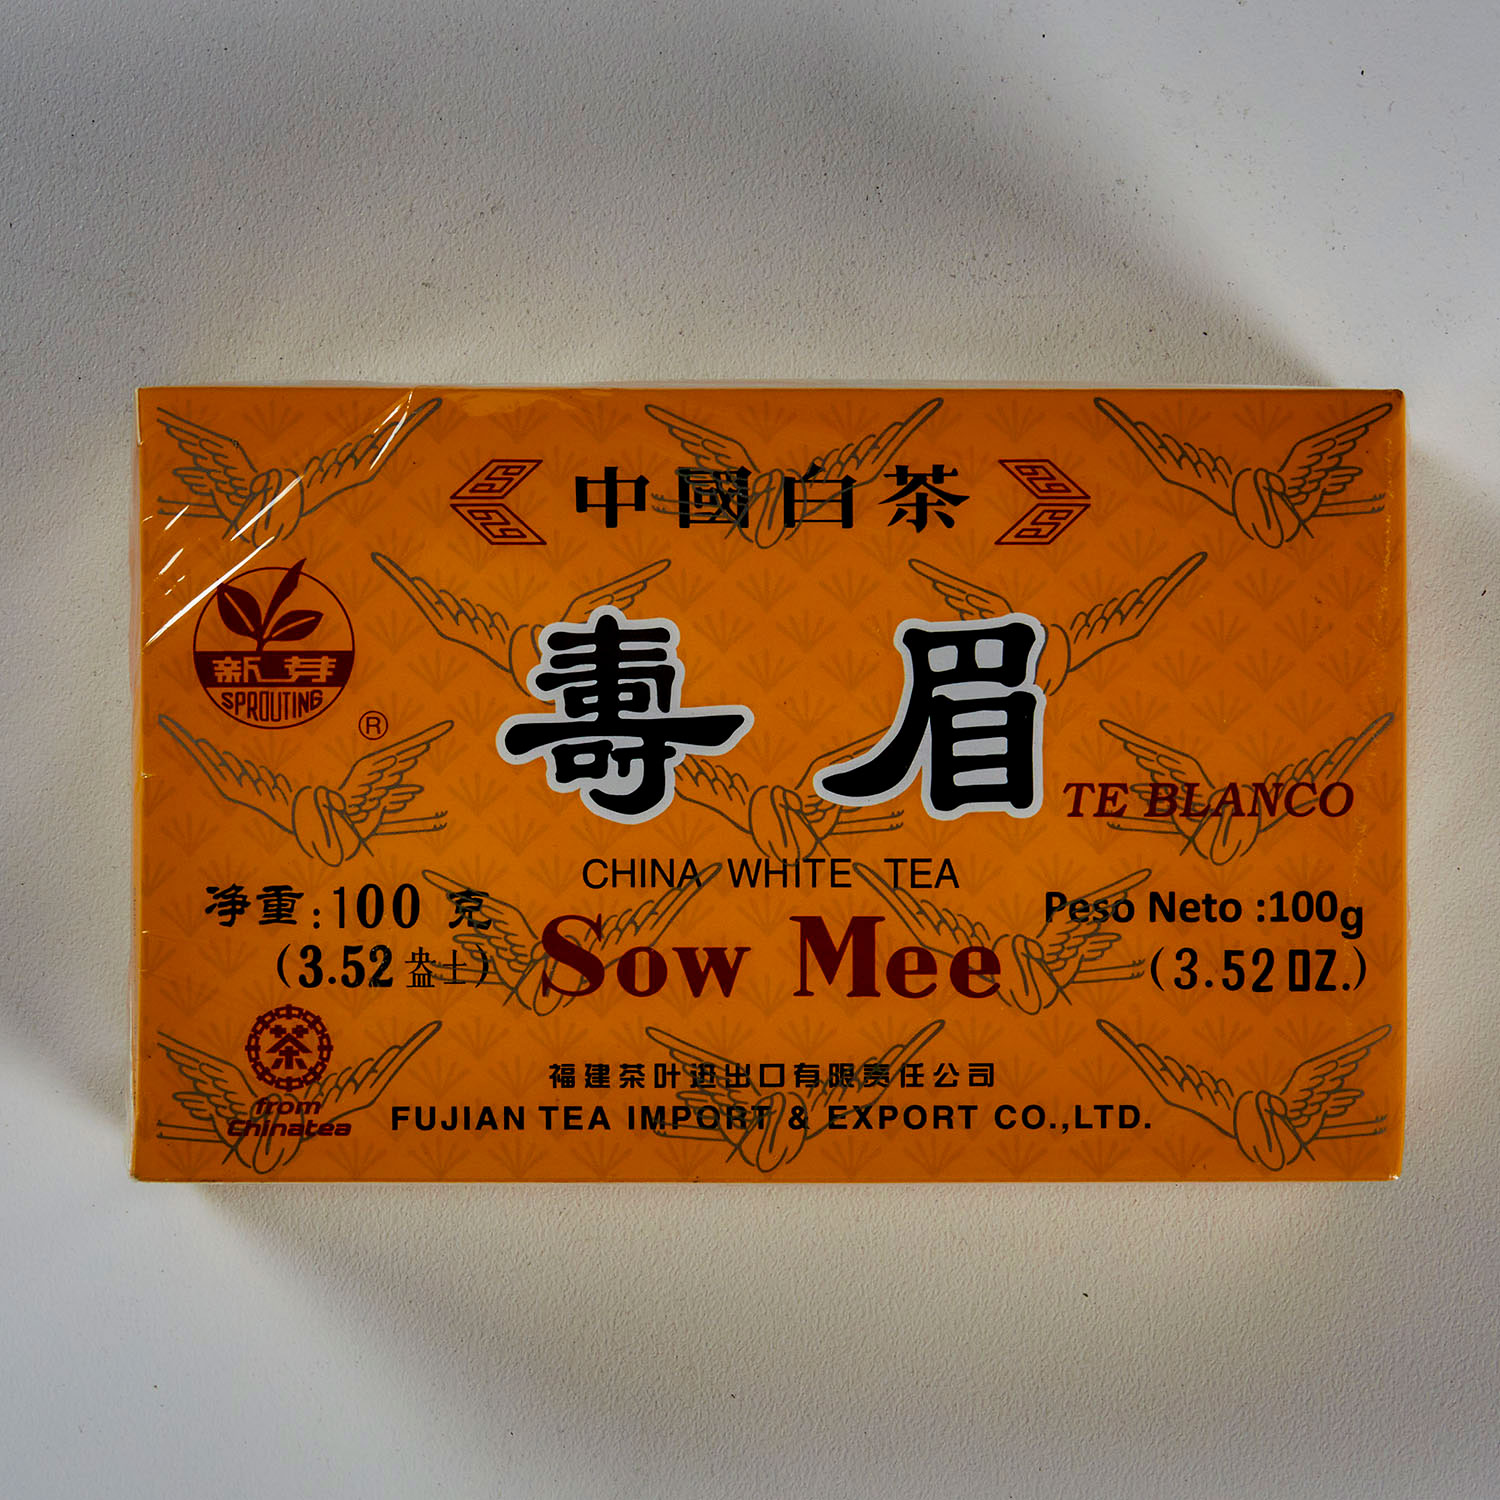 中國白茶
新芽
SPROUTING
®
壽眉
TE BLANCO
CHINA WHITE TEA
净重:100 克
(3.52 盎士)
Sow Mee
Peso Neto :100g
(3.52 OZ.)
茶
from
Chinatea
福建茶叶进出口有限责任公司
FUJIAN TEA IMPORT & EXPORT CO.,LTD.